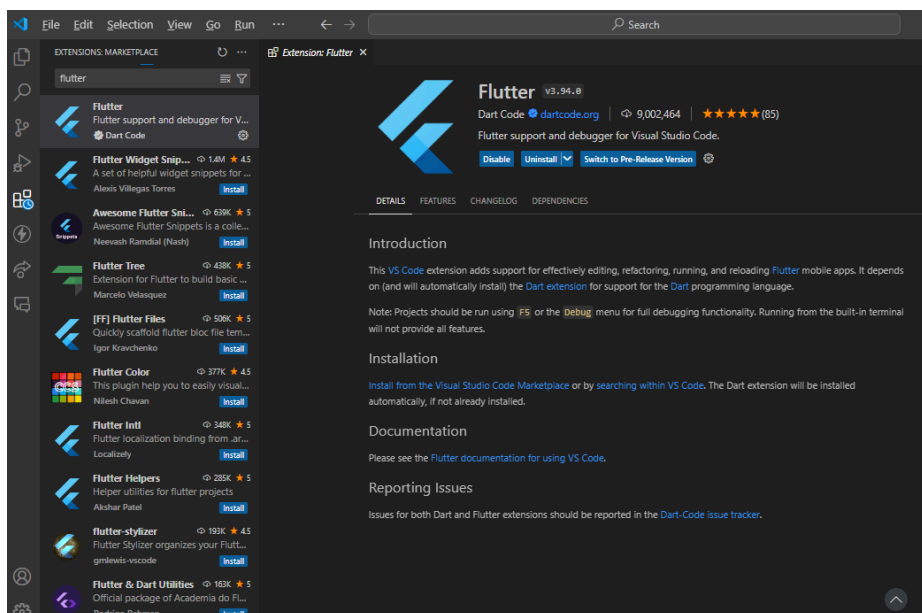 File Edit Selection View Go Run ··· Search
EXTENSIONS: MARKETPLACE
flutter
Flutter
Flutter support and debugger for V...
Dart Code
Flutter Widget Snip... 1.4M ★ 4.5
A set of helpful widget snippets for ...
Alexis Villegas Torres Install
Awesome Flutter Sni... 639K ★ 5
Awesome Flutter Snippets is a colle...
Neevash Ramdial (Nash) Install
Flutter Tree 438K ★ 5
Extension for Flutter to build basic ...
Marcelo Velasquez Install
[FF] Flutter Files 506K ★ 5
Quickly scaffold flutter bloc file tem...
Igor Kravchenko Install
Flutter Color 377K ★ 4.5
This plugin help you to easily visual...
Nilesh Chavan Install
Flutter Intl 348K ★ 5
Flutter localization binding from .ar...
Localizely Install
Flutter Helpers 285K ★ 5
Helper utilities for flutter projects
Akshar Patel Install
flutter-stylizer 193K ★ 4.5
Flutter Stylizer organizes your Flutt...
gmlewis-vscode Install
Flutter & Dart Utilities 163K ★ 5
Official package of Academia do Fl...
Extension: Flutter
Flutter v3.94.0
Dart Code dartcode.org | 9,002,464 | ★★★★★(85)
Flutter support and debugger for Visual Studio Code.
Disable Uninstall Switch to Pre-Release Version
DETAILS FEATURES CHANGELOG DEPENDENCIES
Introduction
This VS Code extension adds support for effectively editing, refactoring, running, and reloading Flutter mobile apps. It depends
on (and will automatically install) the Dart extension for support for the Dart programming language.
Note: Projects should be run using F5 or the Debug menu for full debugging functionality. Running from the built-in terminal
will not provide all features.
Installation
Install from the Visual Studio Code Marketplace or by searching within VS Code. The Dart extension will be installed
automatically, if not already installed.
Documentation
Please see the Flutter documentation for using VS Code.
Reporting Issues
Issues for both Dart and Flutter extensions should be reported in the Dart-Code issue tracker.